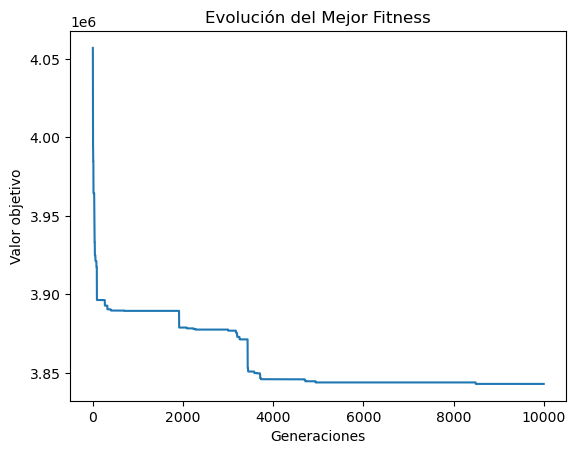 Evolución del Mejor Fitness
1e6
4.05
4.00
3.95
3.90
3.85
Valor objetivo
0 2000 4000 6000 8000 10000
Generaciones